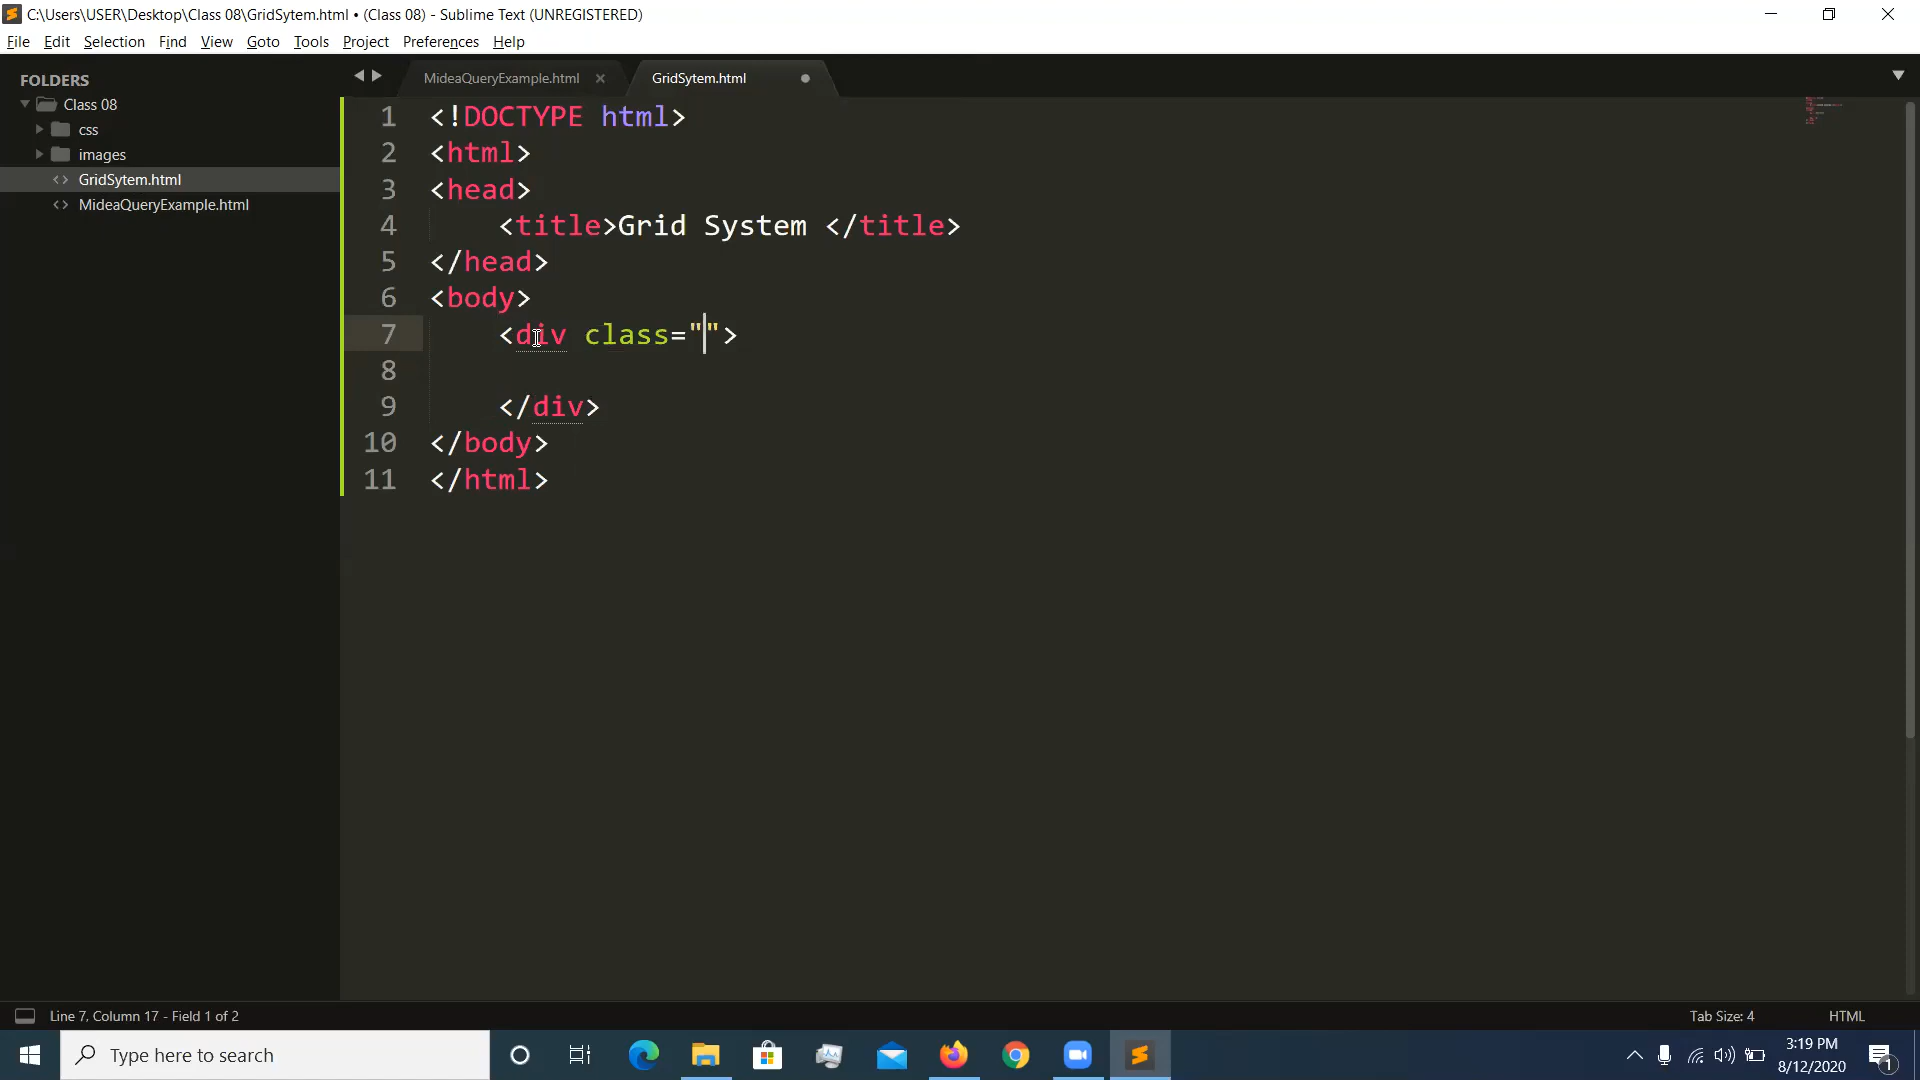 C:\Users\USER\Desktop\Class 08\GridSytem.html • (Class 08) - Sublime Text (UNREGISTERED)
File Edit Selection Find View Goto Tools Project Preferences Help
FOLDERS
Class 08
css
images
GridSytem.html
MideaQueryExample.html
MideaQueryExample.html GridSytem.html
1 <!DOCTYPE html>
2 <html>
3 <head>
4 <title>Grid System </title>
5 </head>
6 <body>
7 <div class="">
8
9 </div>
10 </body>
11 </html>
Line 7, Column 17 - Field 1 of 2 Tab Size: 4 HTML
Type here to search
3:19 PM
8/12/2020
1